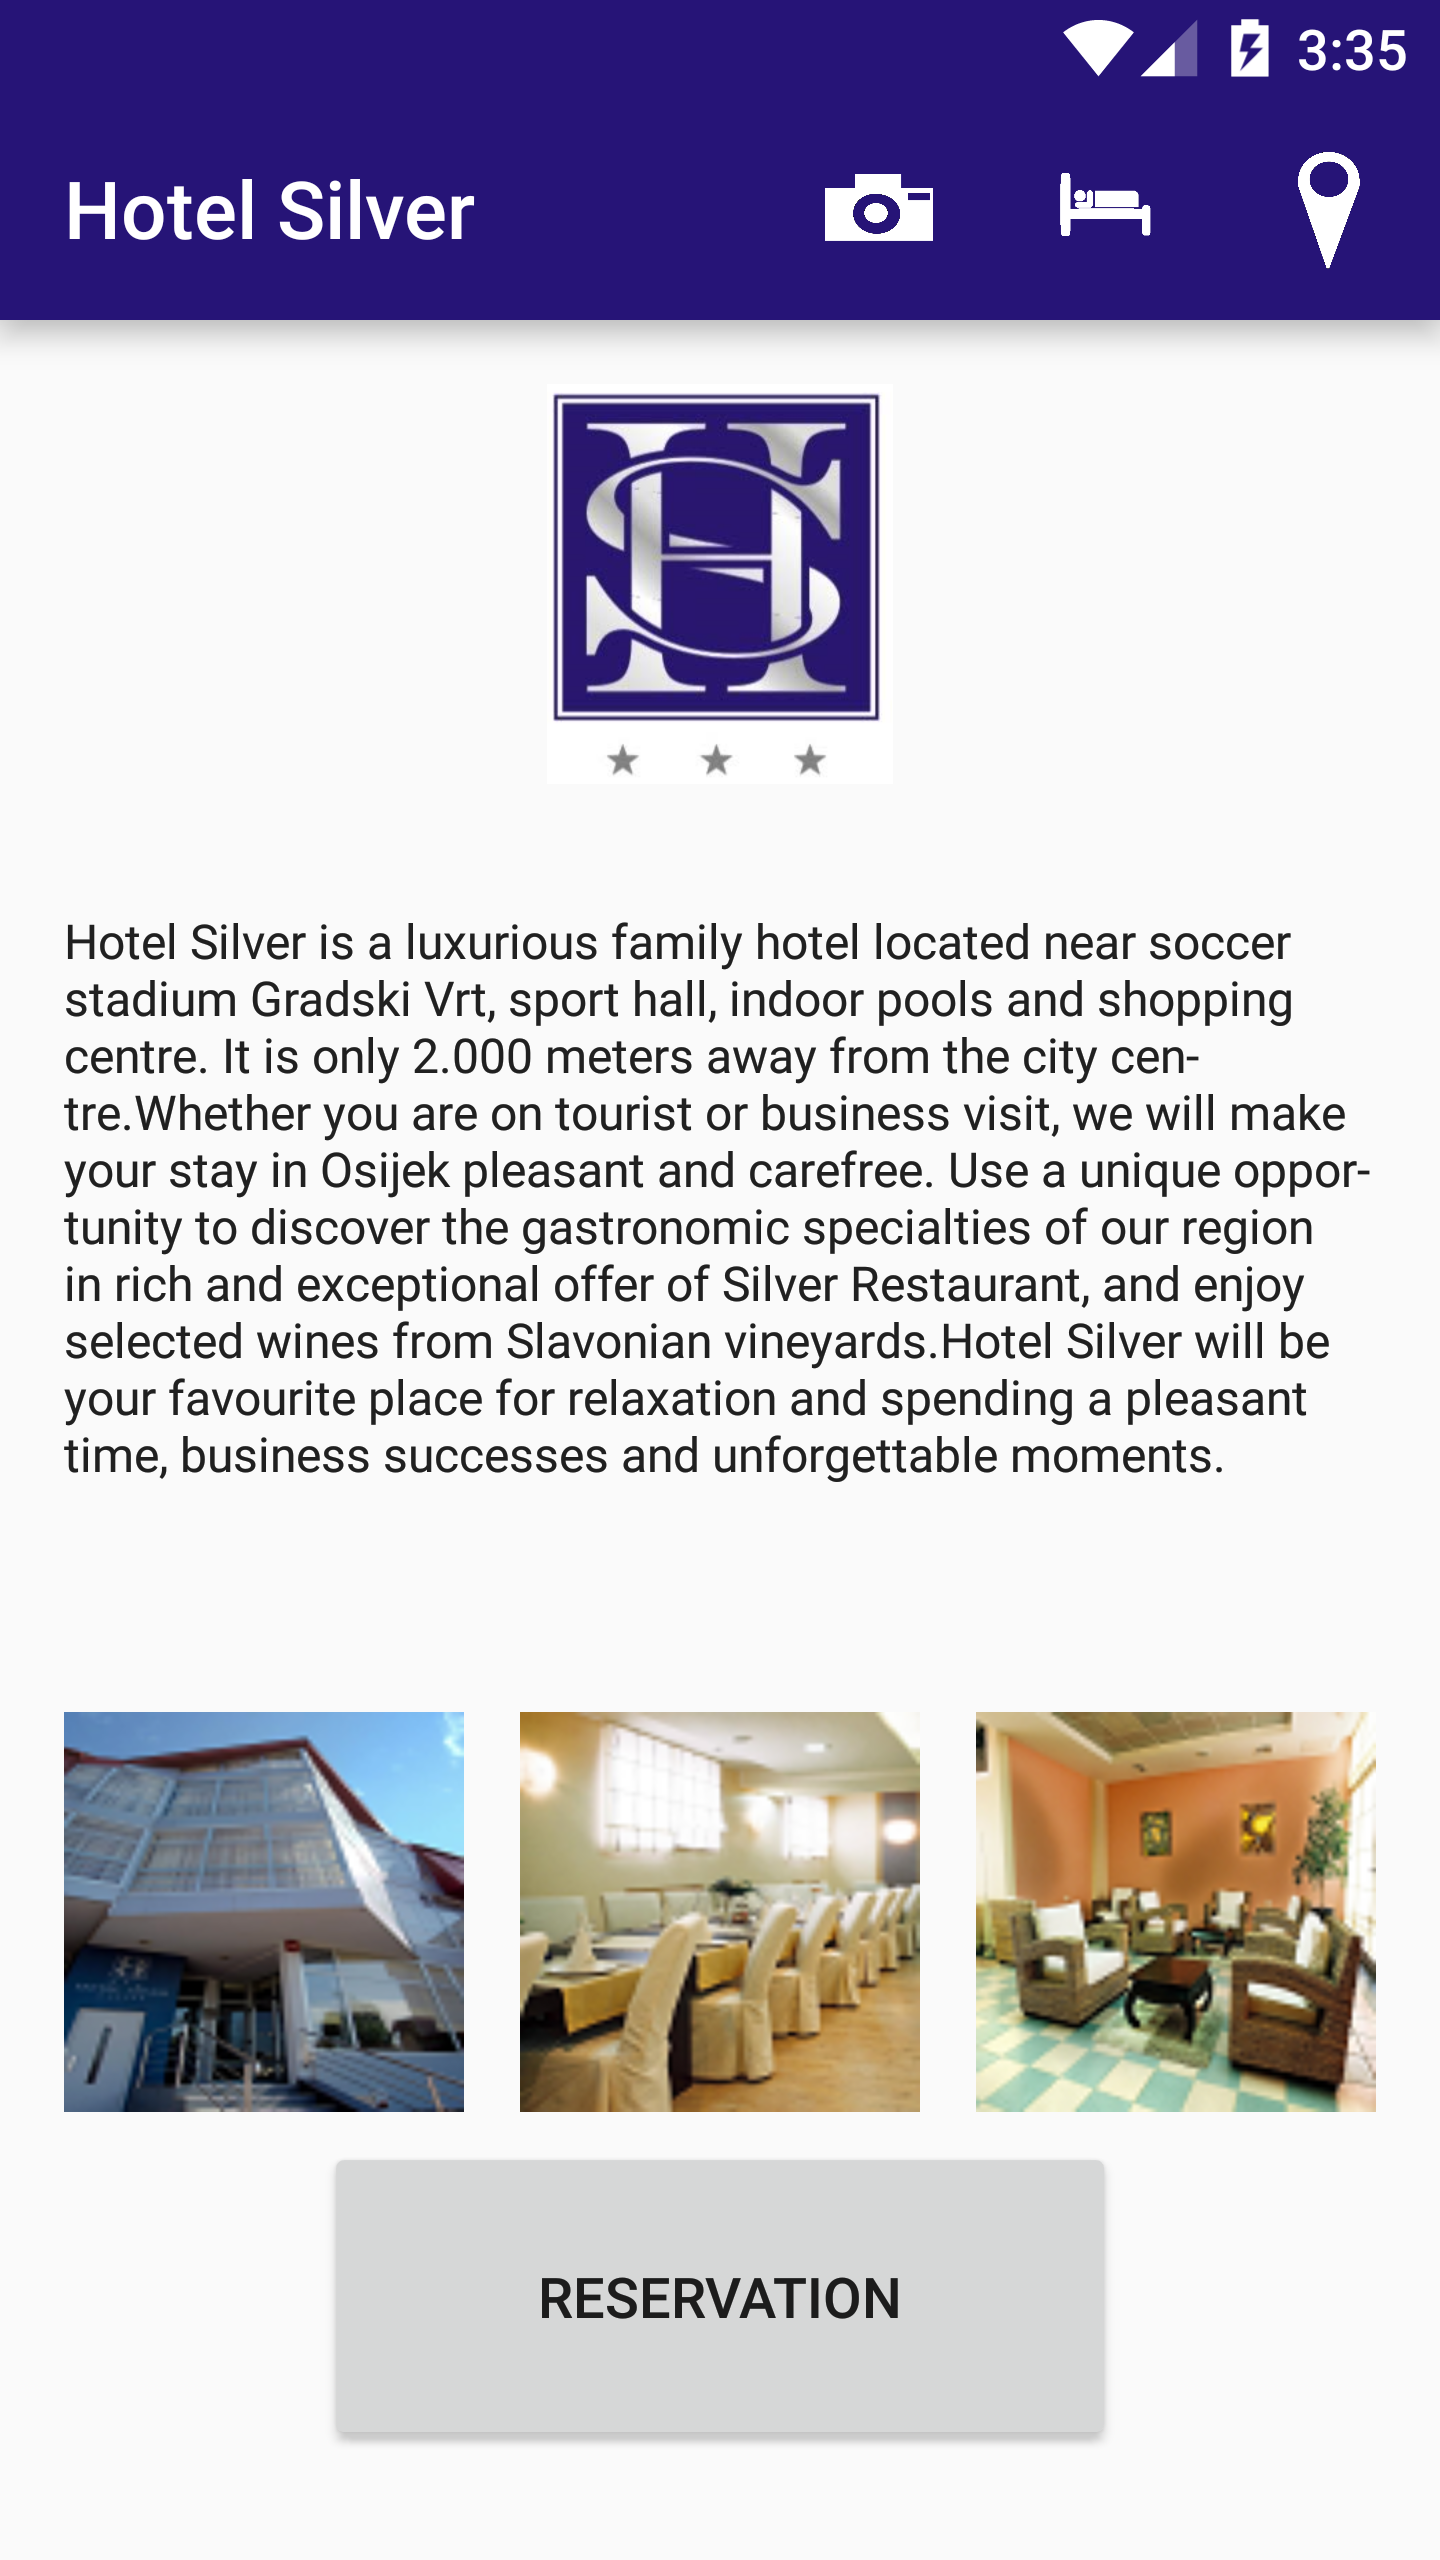 3:35
Hotel Silver
HS
Hotel Silver is a luxurious family hotel located near soccer
stadium Gradski Vrt, sport hall, indoor pools and shopping
centre. It is only 2.000 meters away from the city cen-
tre.Whether you are on tourist or business visit, we will make
your stay in Osijek pleasant and carefree. Use a unique oppor-
tunity to discover the gastronomic specialties of our region
in rich and exceptional offer of Silver Restaurant, and enjoy
selected wines from Slavonian vineyards.Hotel Silver will be
your favourite place for relaxation and spending a pleasant
time, business successes and unforgettable moments.
RESERVATION